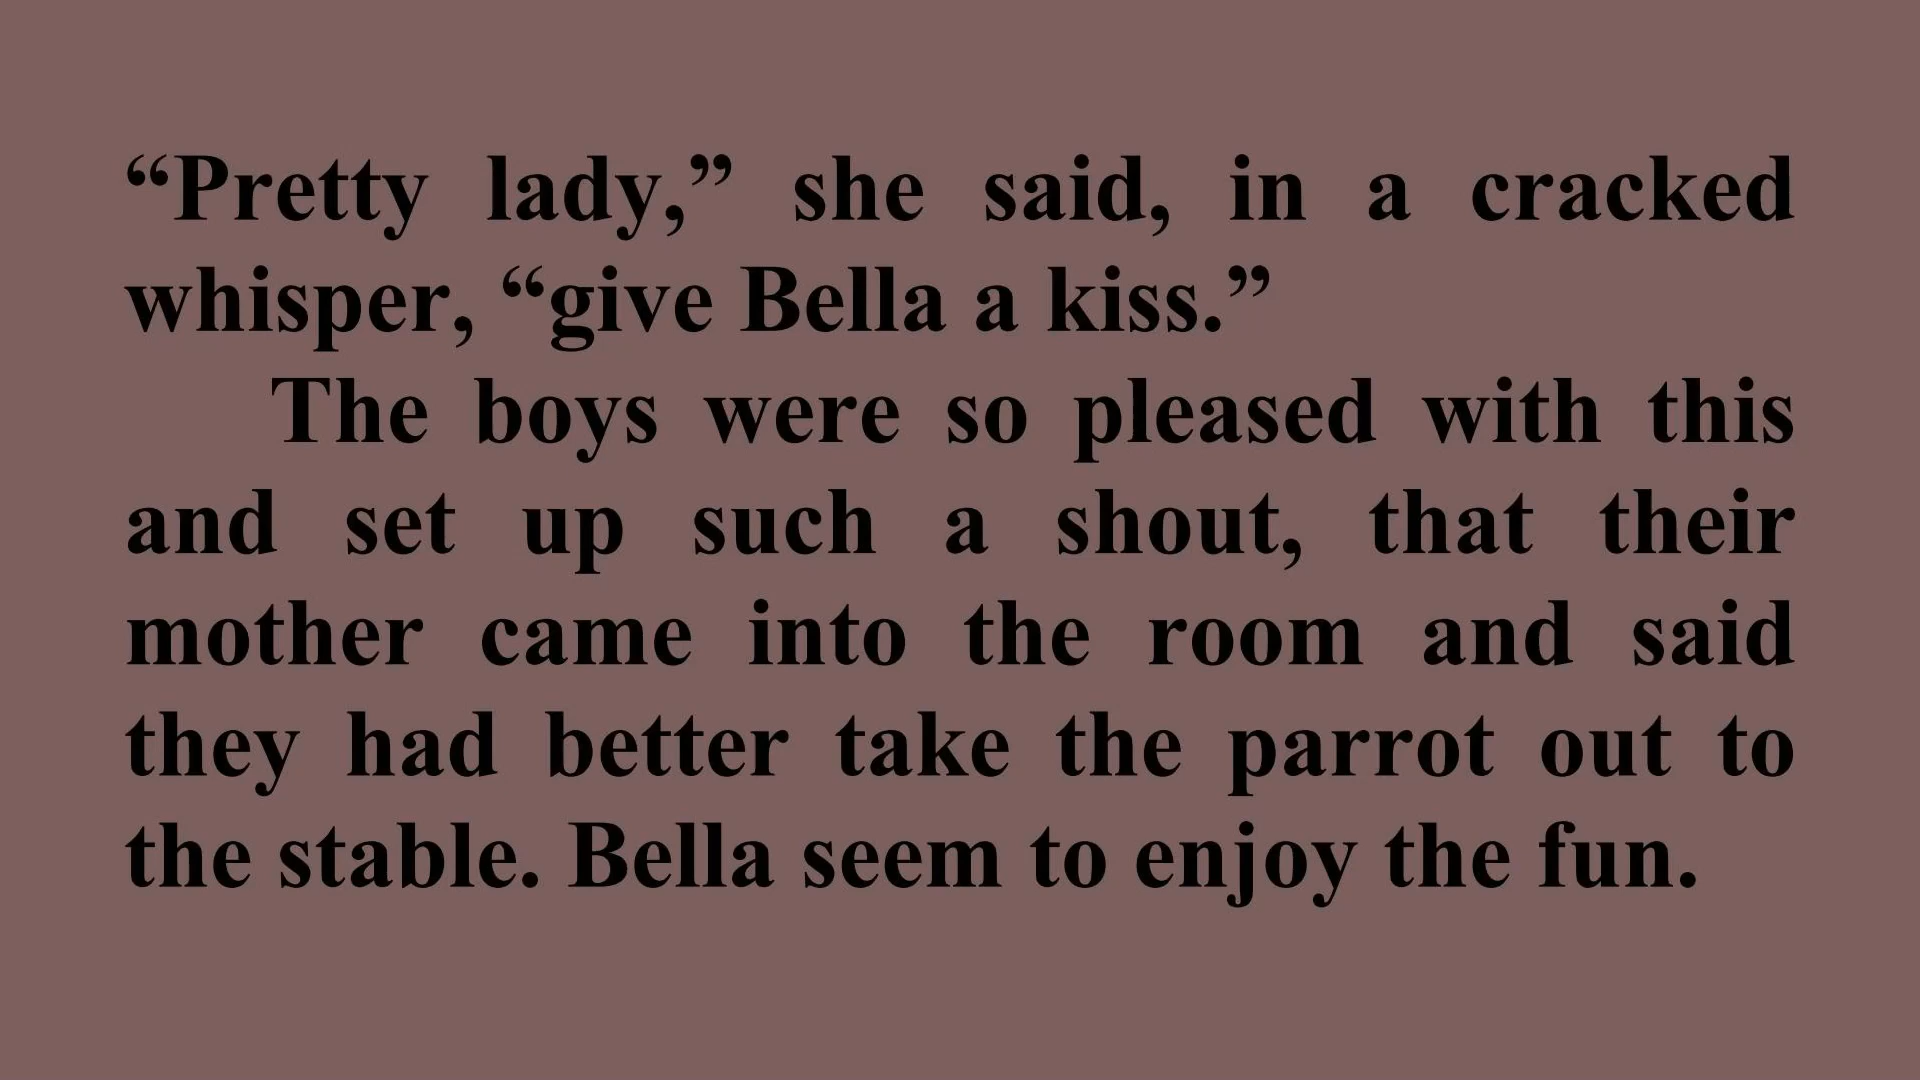 “Pretty lady,” she said, in a cracked
whisper, “give Bella a kiss.”
The boys were so pleased with this
and set up such a shout, that their
mother came into the room and said
they had better take the parrot out to
the stable. Bella seem to enjoy the fun.